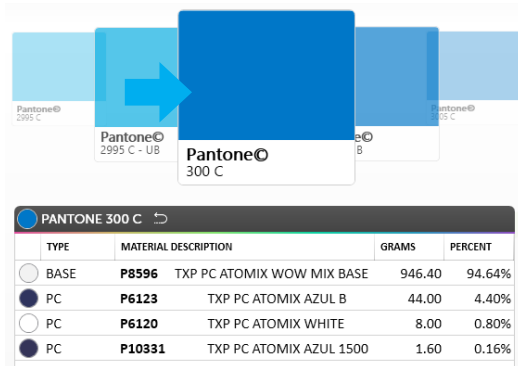 Pantone©
2995 C
Pantone©
2995 C - UB
Pantone©
300 C
e©
B
Pantone©
3005 C
PANTONE 300 C
TYPE MATERIAL DESCRIPTION GRAMS PERCENT
BASE P8596 TXP PC ATOMIX WOW MIX BASE 946.40 94.64%
PC P6123 TXP PC ATOMIX AZUL B 44.00 4.40%
PC P6120 TXP PC ATOMIX WHITE 8.00 0.80%
PC P10331 TXP PC ATOMIX AZUL 1500 1.60 0.16%